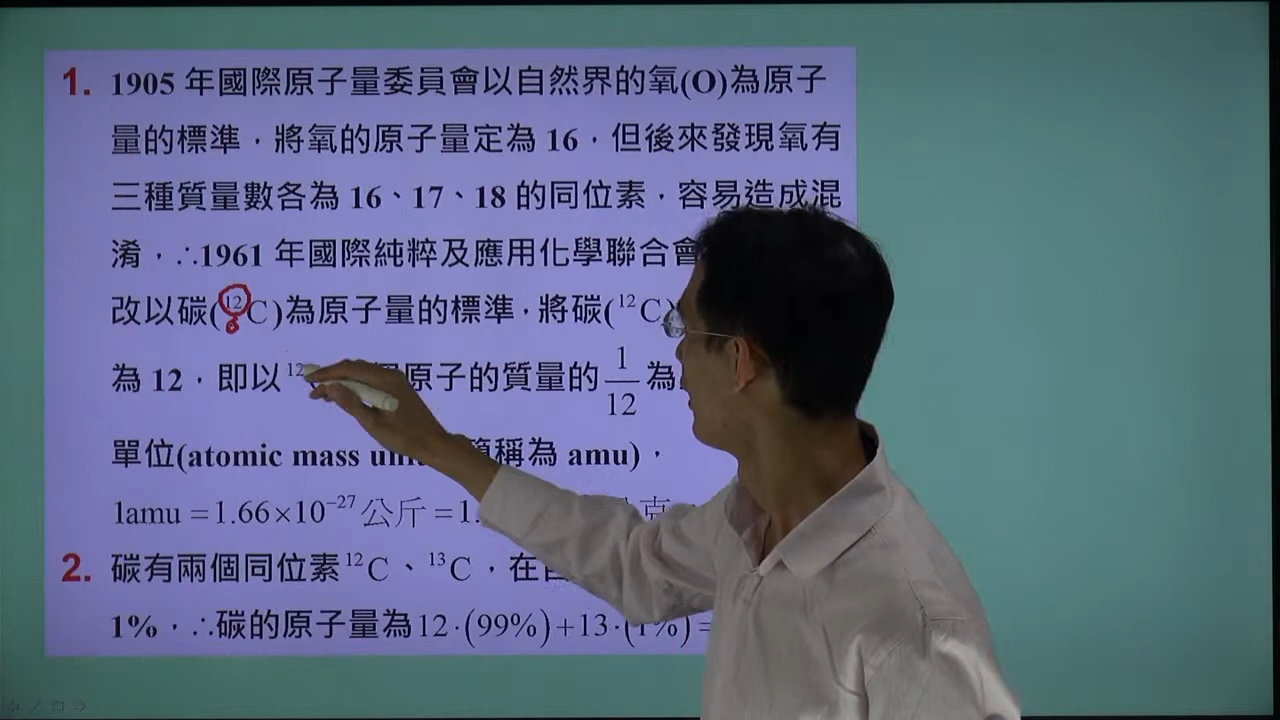 1. 1905 年國際原子量委員會以自然界的氧(O)為原子
量的標準，將氧的原子量定為 16，但後來發現氧有
三種質量數各為 16、17、18 的同位素，容易造成混
淆，∴1961 年國際純粹及應用化學聯合會
改以碳(¹²C)為原子量的標準，將碳(¹²C)
為 12，即以 ¹² 原子的質量的 1/12 為
單位(atomic mass 簡稱為 amu)，
1amu = 1.66×10⁻²⁷ 公斤 = 1. 克
2. 碳有兩個同位素 ¹²C、¹³C，在
1%，∴碳的原子量為 12·(99%)+13·(1%)=